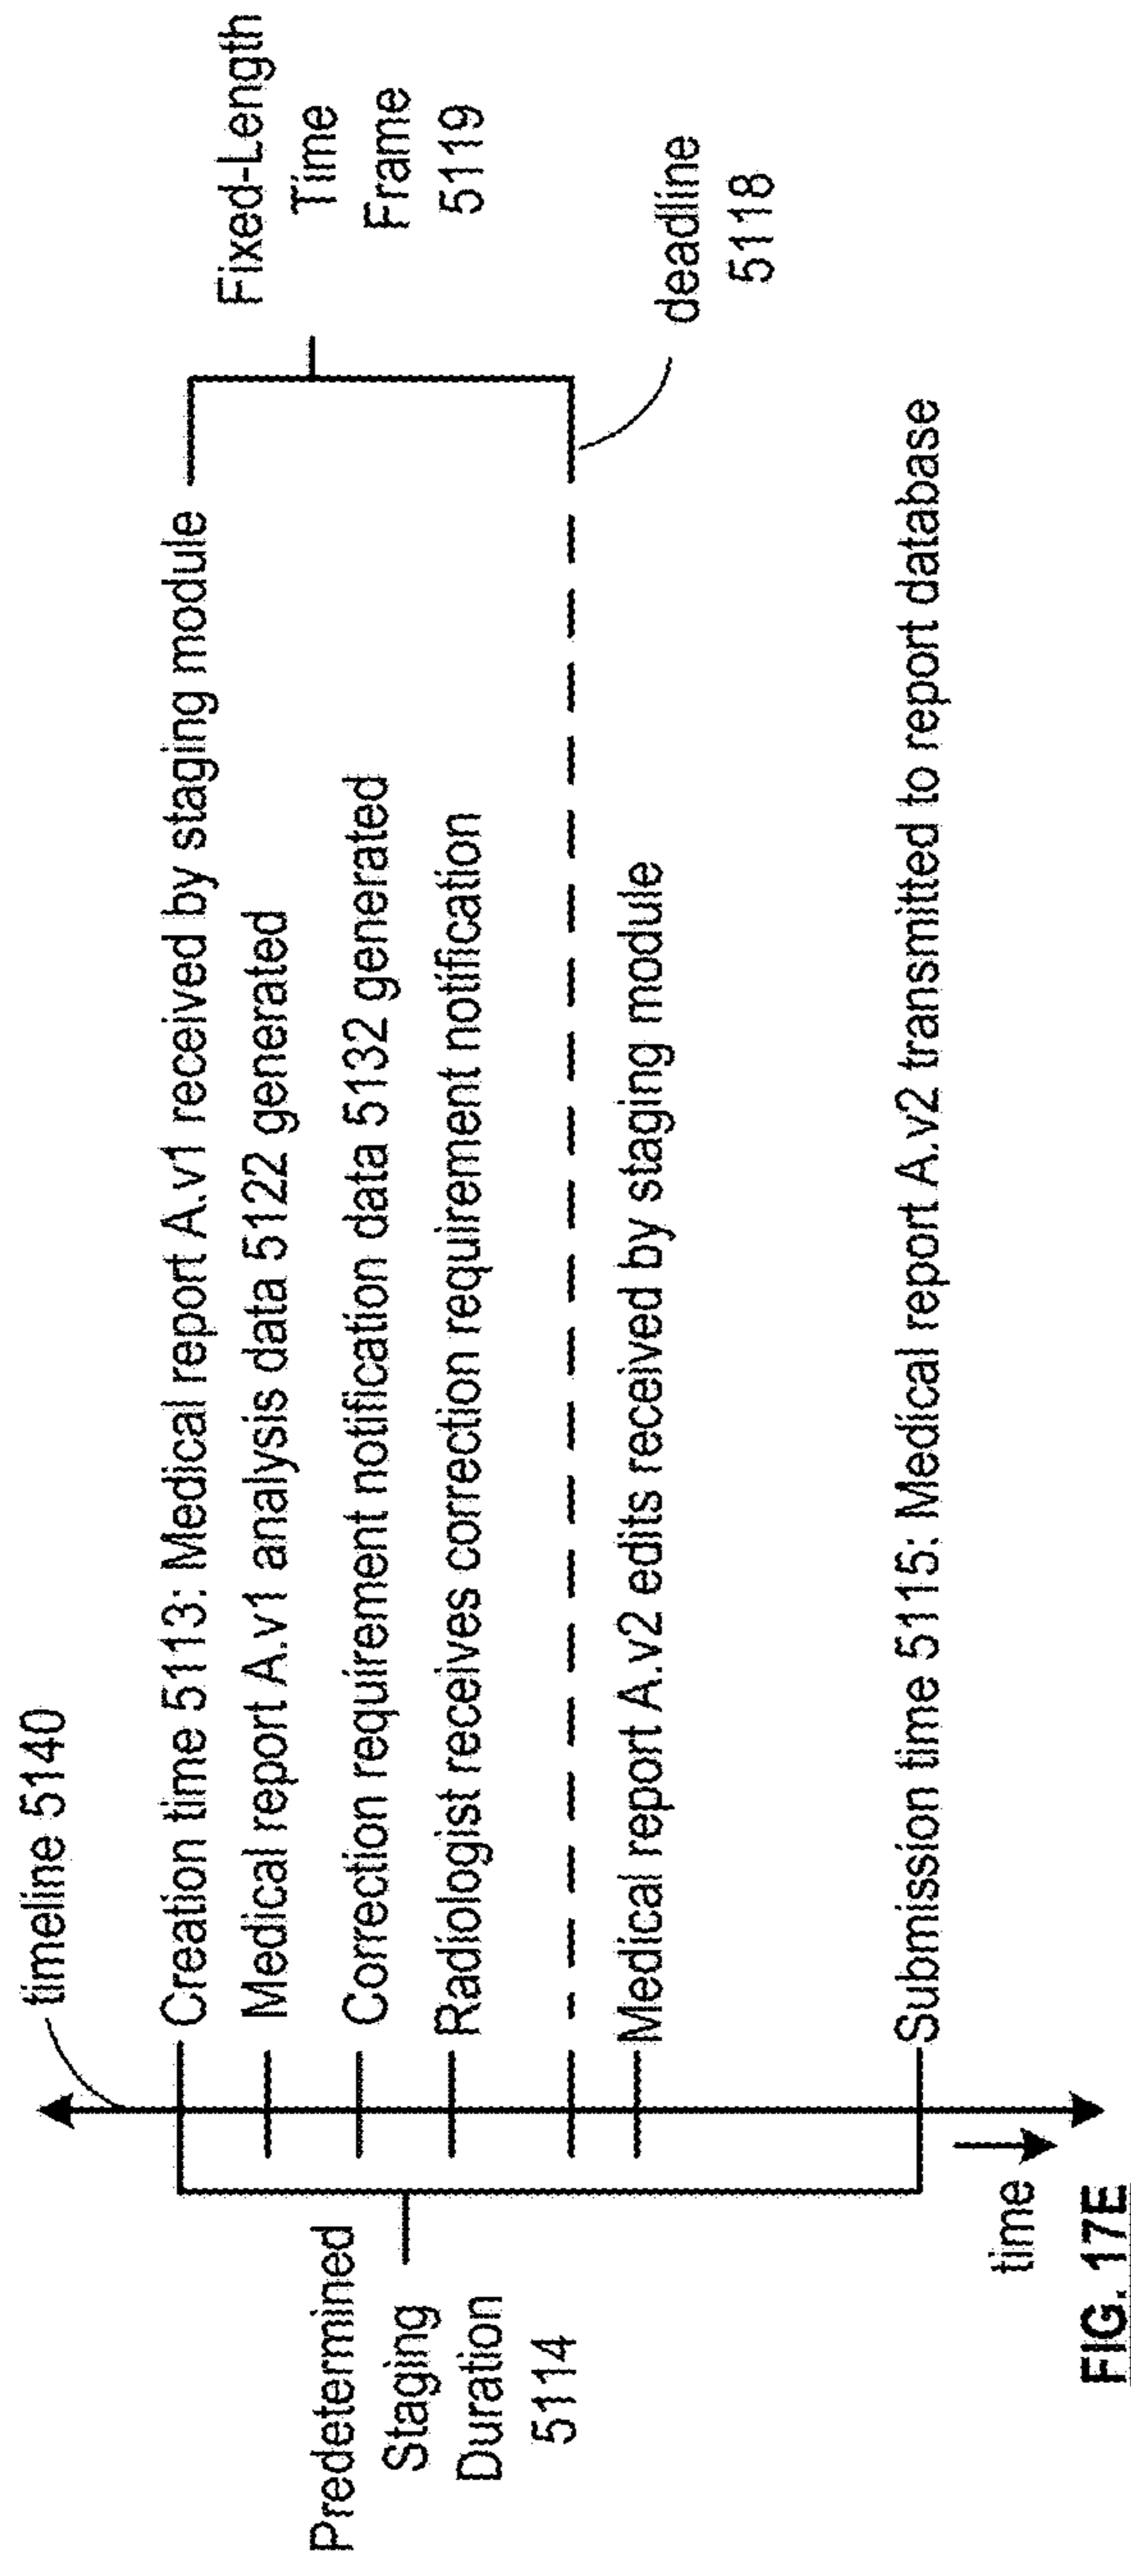 timeline 5140
Creation time 5113: Medical report A.v1 received by staging module
Medical report A.v1 analysis data 5122 generated
Correction requirement notification data 5132 generated
Radiologist receives correction requirement notification
Medical report A.v2 edits received by staging module
Submission time 5115: Medical report A.v2 transmitted to report database
Predetermined
Staging
Duration
5114
Fixed-Length
Time
Frame
5119
deadline
5118
time
FIG. 17E